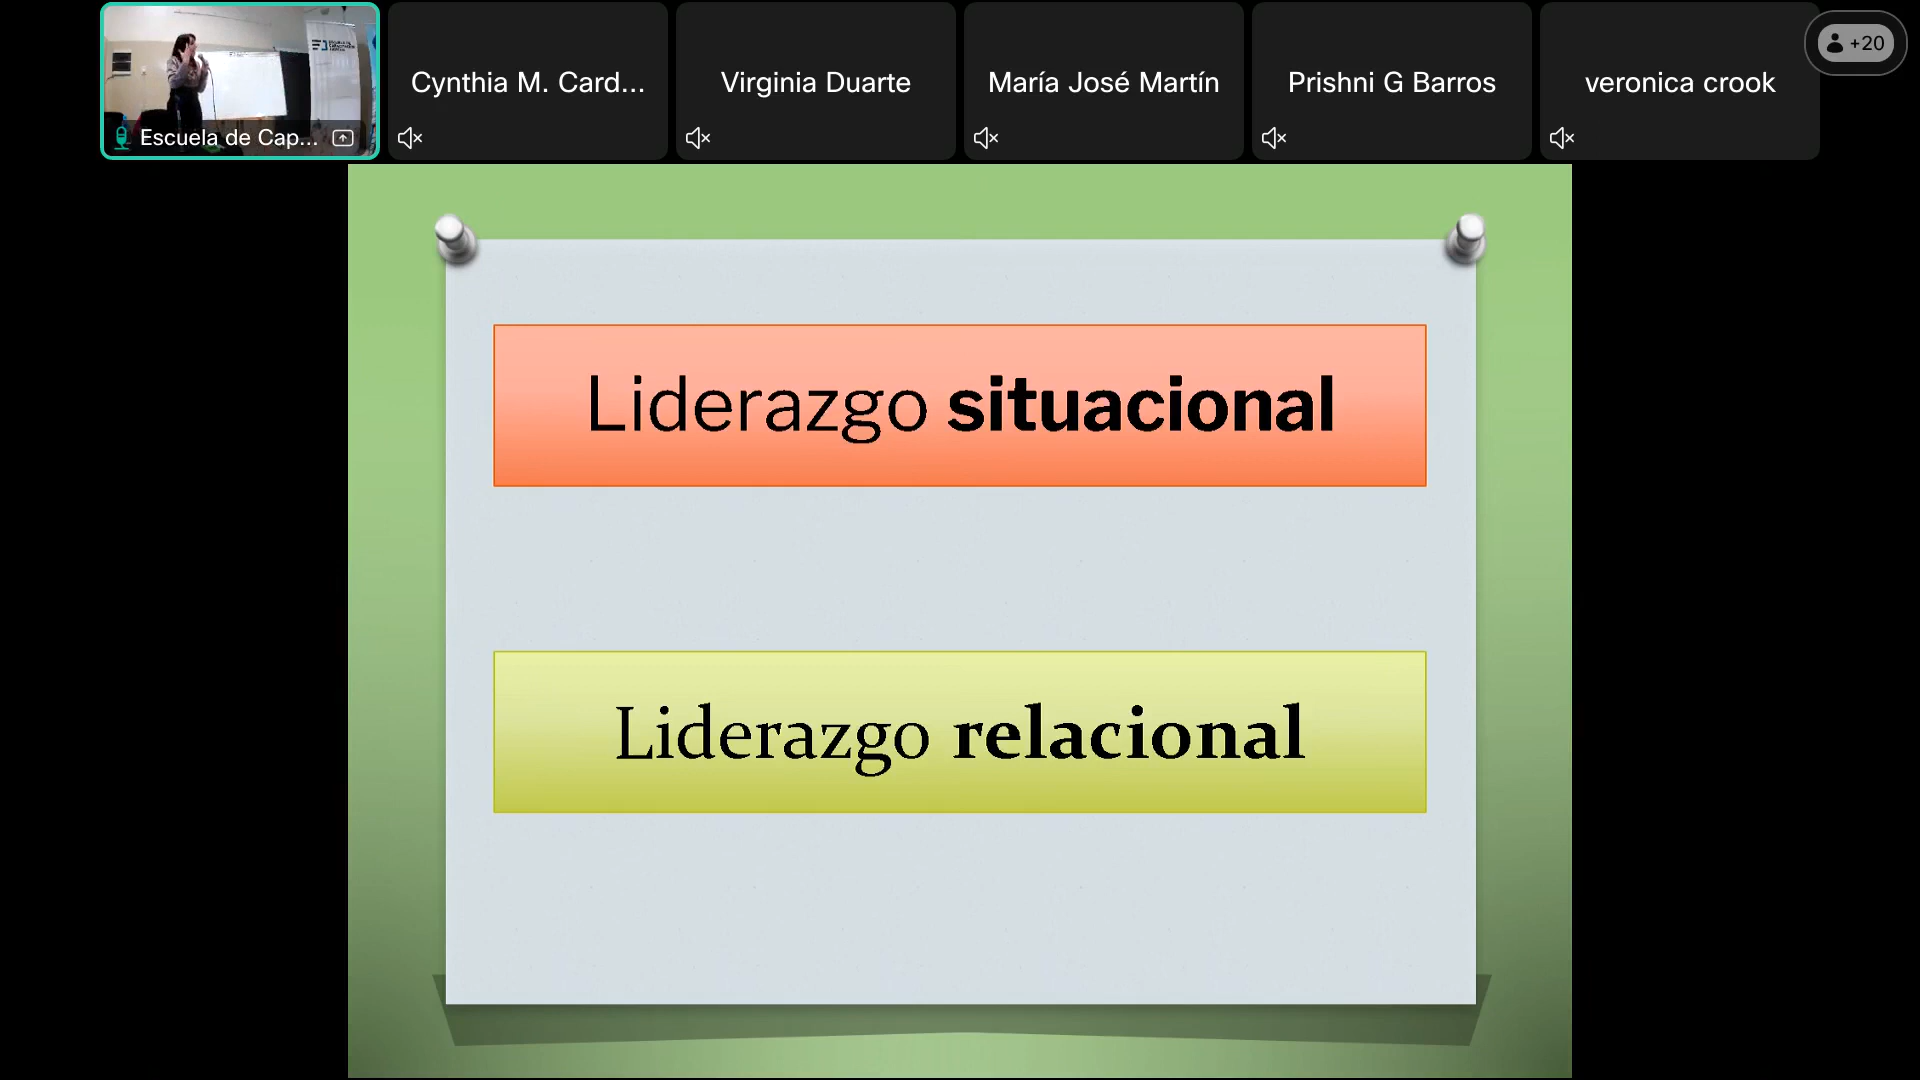 Escuela de Cap...
Cynthia M. Card...
Virginia Duarte
María José Martín
Prishni G Barros
veronica crook
+20
Liderazgo situacional
Liderazgo relacional